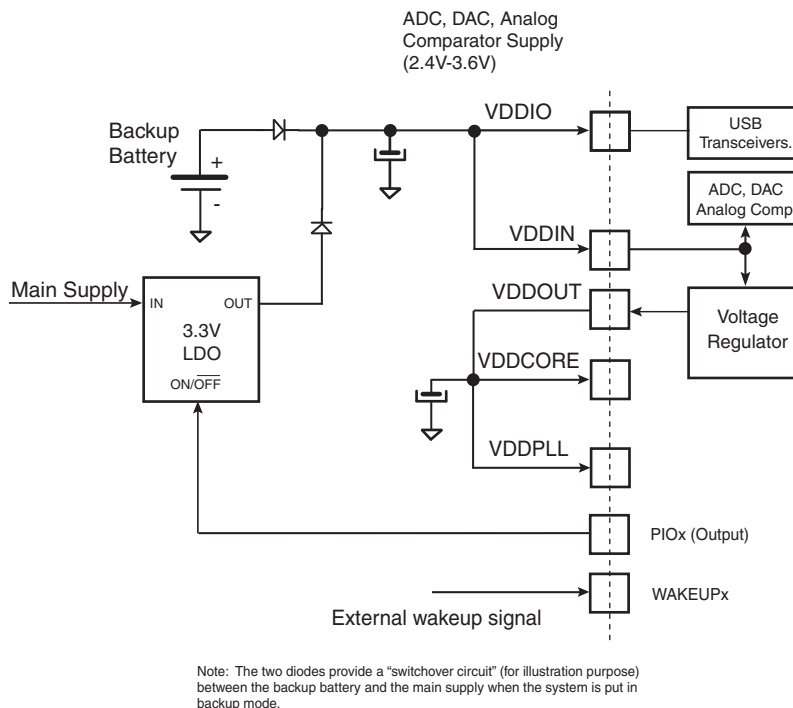 ADC, DAC, Analog
Comparator Supply
(2.4V-3.6V)
Backup
Battery
+
-
VDDIO
USB
Transceivers.
ADC, DAC
Analog Comp
VDDIN
Main Supply
IN
OUT
3.3V
LDO
ON/OFF
VDDOUT
Voltage
Regulator
VDDCORE
VDDPLL
PIOx (Output)
WAKEUPx
External wakeup signal
Note: The two diodes provide a “switchover circuit” (for illustration purpose)
between the backup battery and the main supply when the system is put in
backup mode.